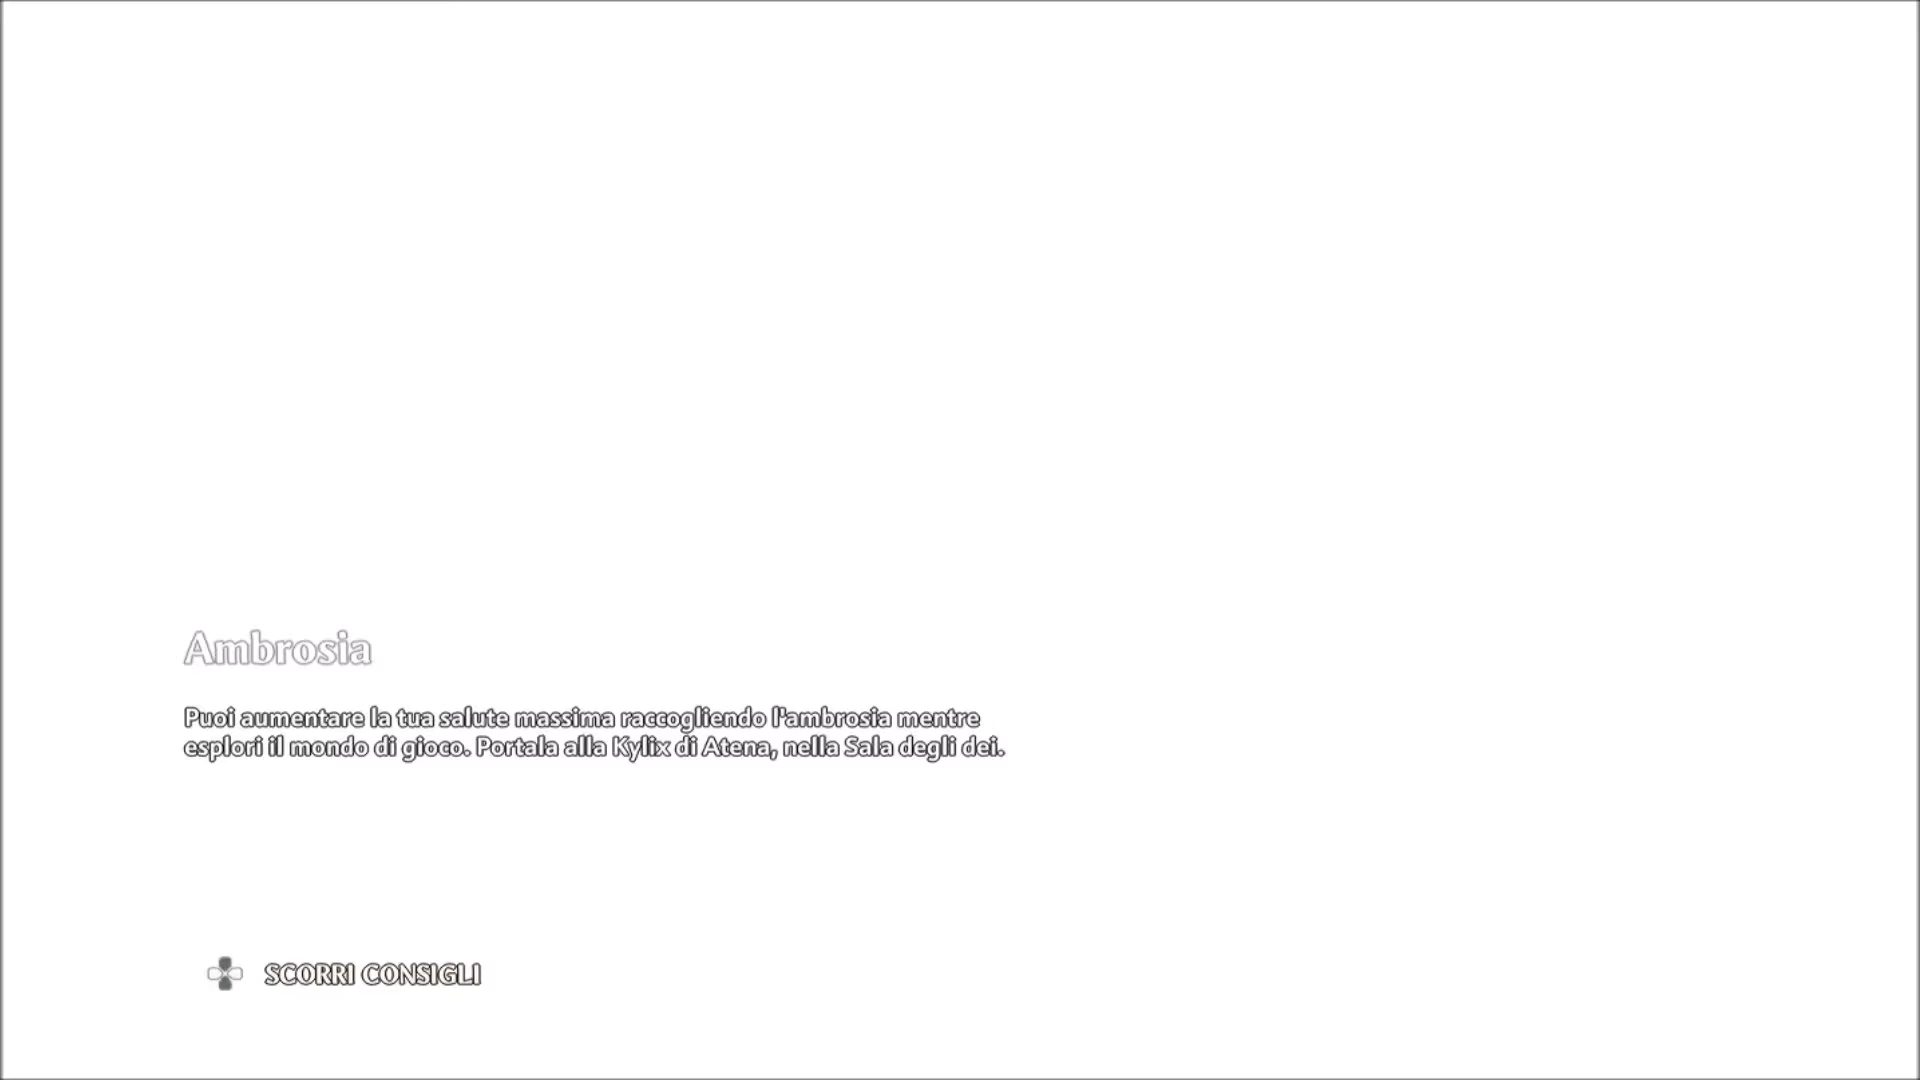 Ambrosia
Puoi aumentare la tua salute massima raccogliendo l'ambrosia mentre
esplori il mondo di gioco. Portala alla Kylix di Atena, nella Sala degli dei.
SCORRI CONSIGLI